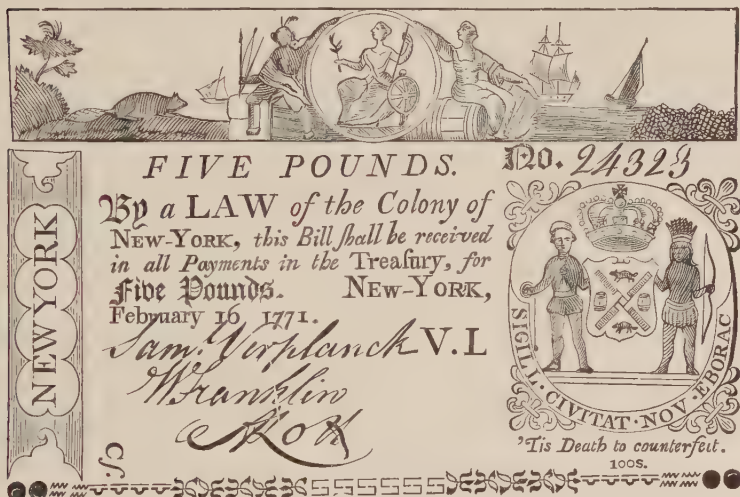 FIVE POUNDS.
No. 24323
By a LAW of the Colony of
NEW-YORK, this Bill ſhall be received
in all Payments in the Treaſury, for
Five Pounds. NEW-YORK,
February 16, 1771.
Sam. Verplanck V.L
W Franklin
NEW YORK
SIGILL · CIVITAT · NOV · EBORAC
'Tis Death to counterfeit.
100S.